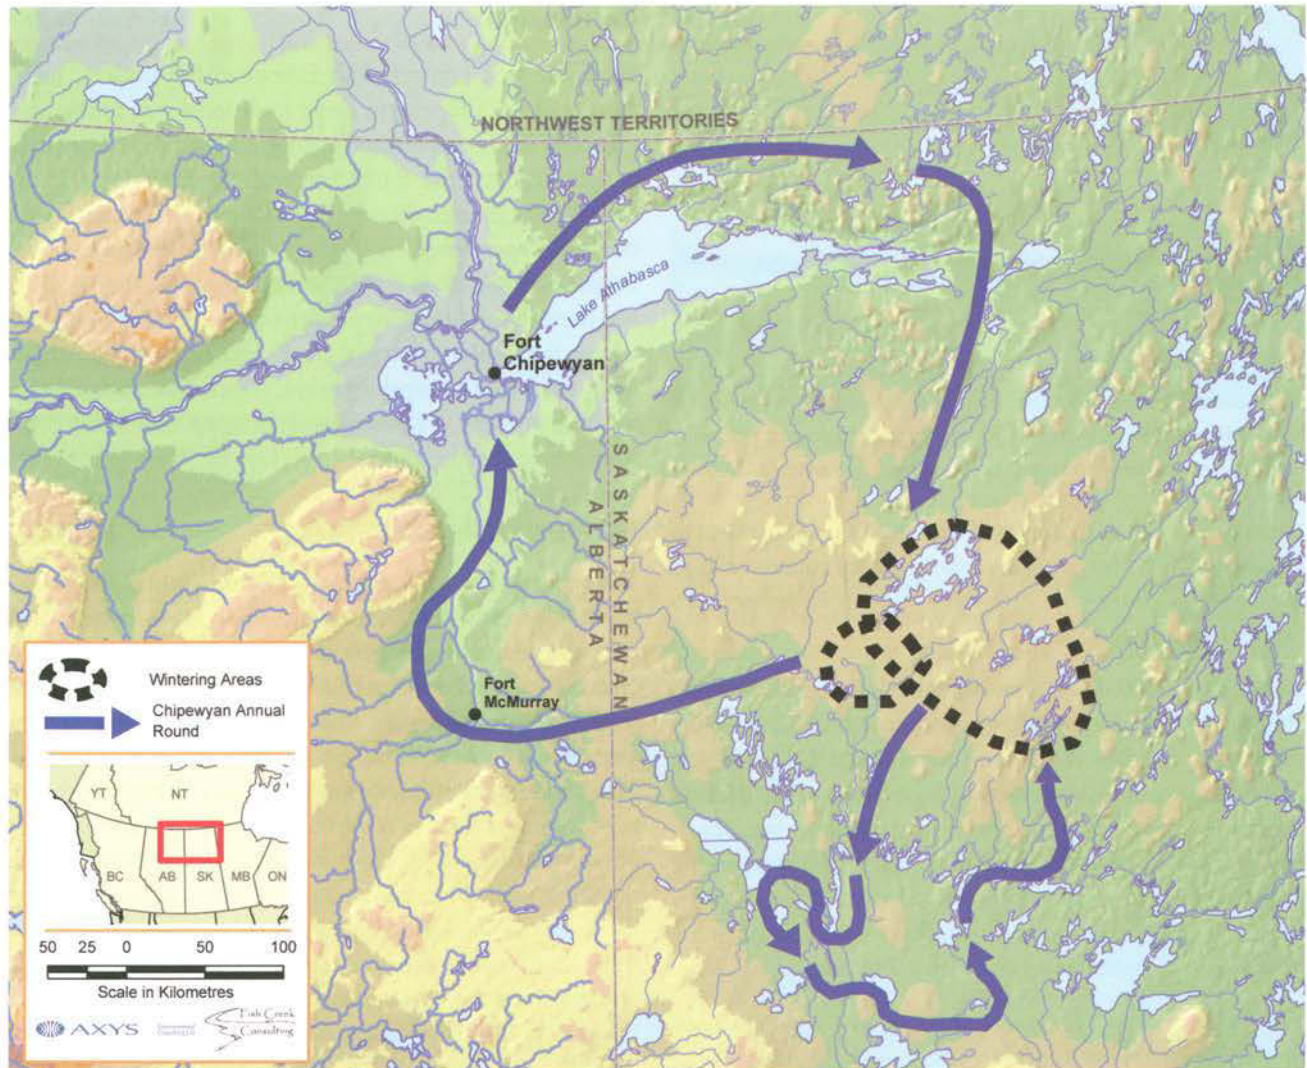 NORTHWEST TERRITORIES
Lake Athabasca
Fort
Chipewyan
SASKATCHEWAN
ALBERTA
Fort
McMurray
Wintering Areas
Chipewyan Annual
Round
YT
NT
BC
AB
SK
MB
ON
50 25 0 50 100
Scale in Kilometres
AXYS
Fish Creek
Consulting